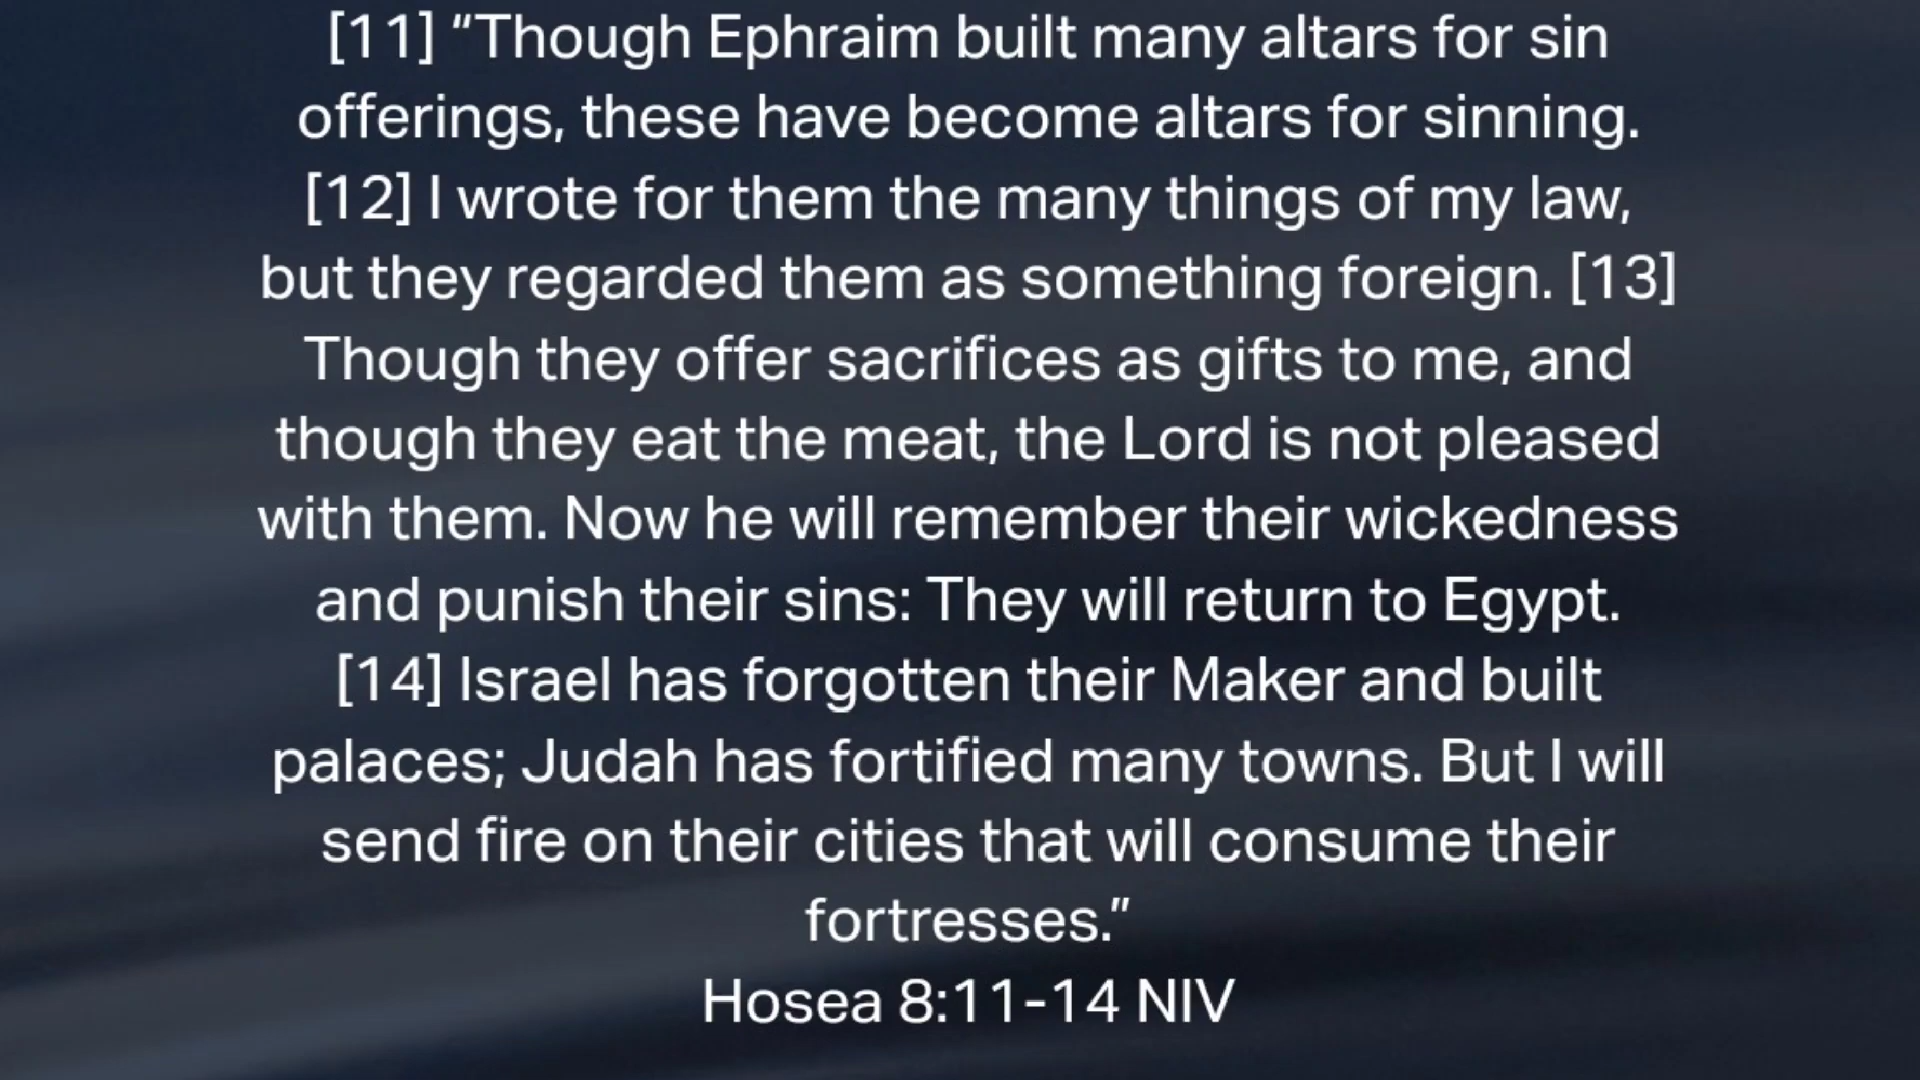 [11] “Though Ephraim built many altars for sin
offerings, these have become altars for sinning.
[12] I wrote for them the many things of my law,
but they regarded them as something foreign. [13]
Though they offer sacrifices as gifts to me, and
though they eat the meat, the Lord is not pleased
with them. Now he will remember their wickedness
and punish their sins: They will return to Egypt.
[14] Israel has forgotten their Maker and built
palaces; Judah has fortified many towns. But I will
send fire on their cities that will consume their
fortresses.”
Hosea 8:11-14 NIV